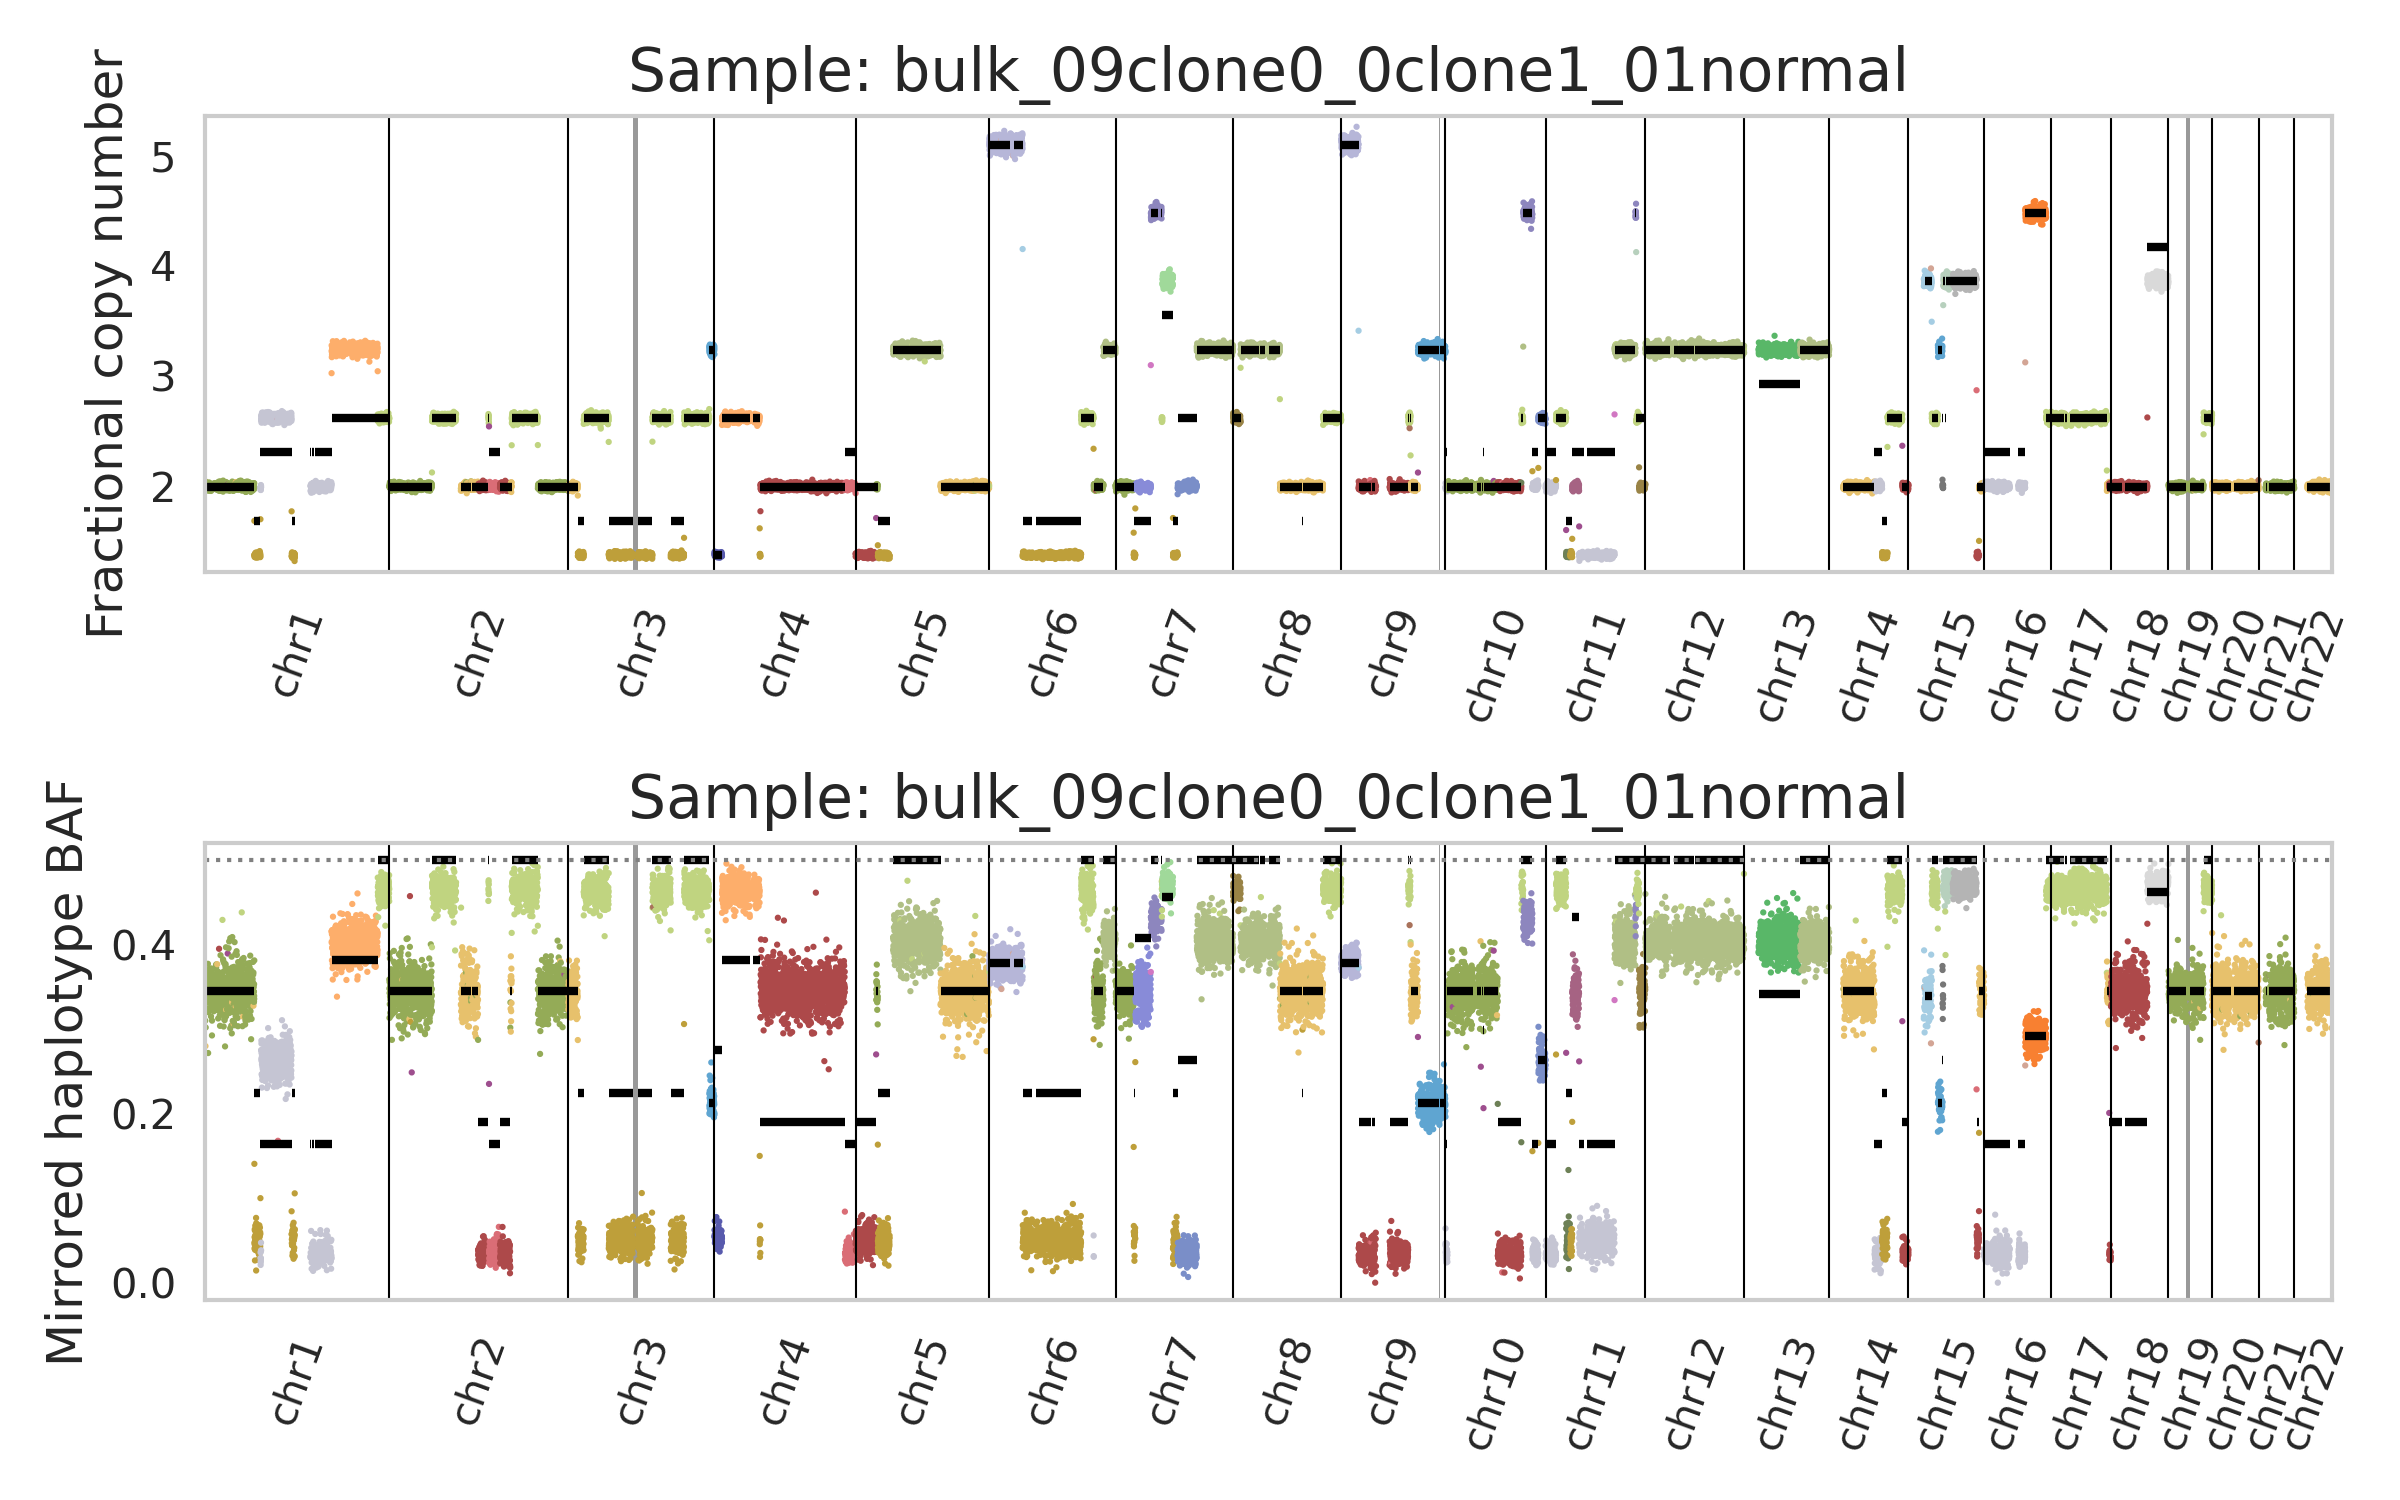 Sample: bulk_09clone0_0clone1_01normal
Fractional copy number
5
4
3
2
chr1
chr2
chr3
chr4
chr5
chr6
chr7
chr8
chr9
chr10
chr11
chr12
chr13
chr14
chr15
chr16
chr17
chr18
chr19
chr20
chr21
chr22
Sample: bulk_09clone0_0clone1_01normal
Mirrored haplotype BAF
0.4
0.2
0.0
chr1
chr2
chr3
chr4
chr5
chr6
chr7
chr8
chr9
chr10
chr11
chr12
chr13
chr14
chr15
chr16
chr17
chr18
chr19
chr20
chr21
chr22